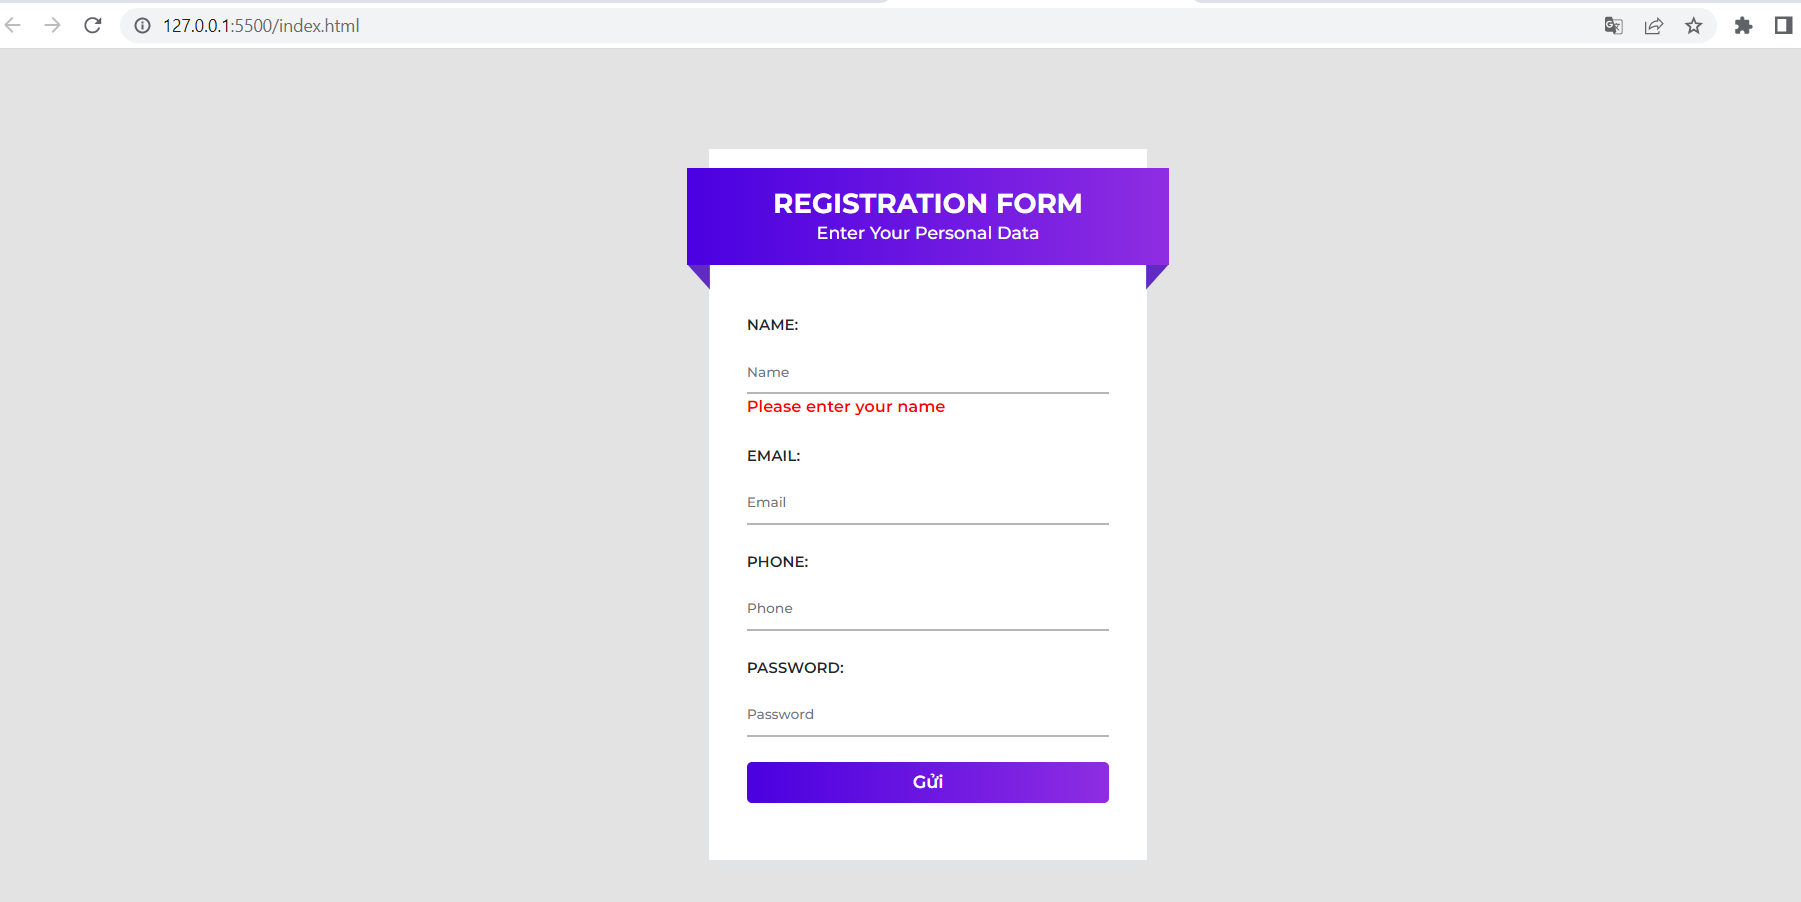 127.0.0.1:5500/index.html
REGISTRATION FORM
Enter Your Personal Data
NAME:
Name
Please enter your name
EMAIL:
Email
PHONE:
Phone
PASSWORD:
Password
Gửi